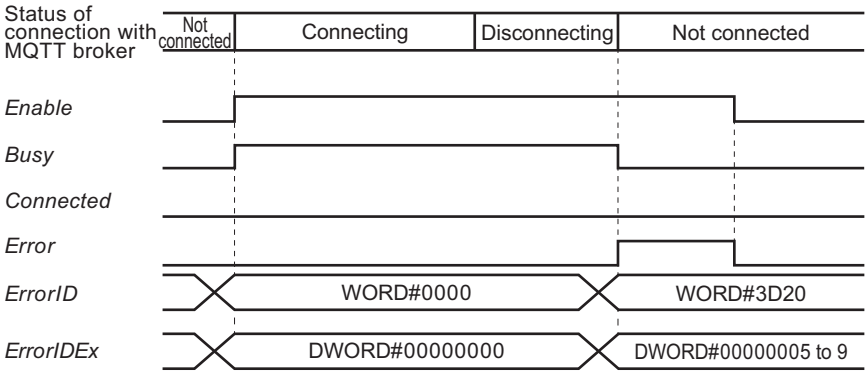 Status of
connection with
MQTT broker
Not
connected
Connecting
Disconnecting
Not connected
Enable
Busy
Connected
Error
ErrorID
WORD#0000
WORD#3D20
ErrorIDEx
DWORD#00000000
DWORD#00000005 to 9